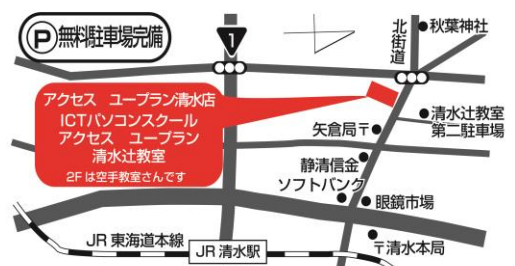 P 無料駐車場完備
1
北街道
秋葉神社
アクセス ユープラン清水店
ICTパソコンスクール
アクセス ユープラン
清水辻教室
2Fは空手教室さんです
矢倉局〒
清水辻教室
第二駐車場
静清信金
ソフトバンク
眼鏡市場
JR 東海道本線
JR 清水駅
〒清水本局